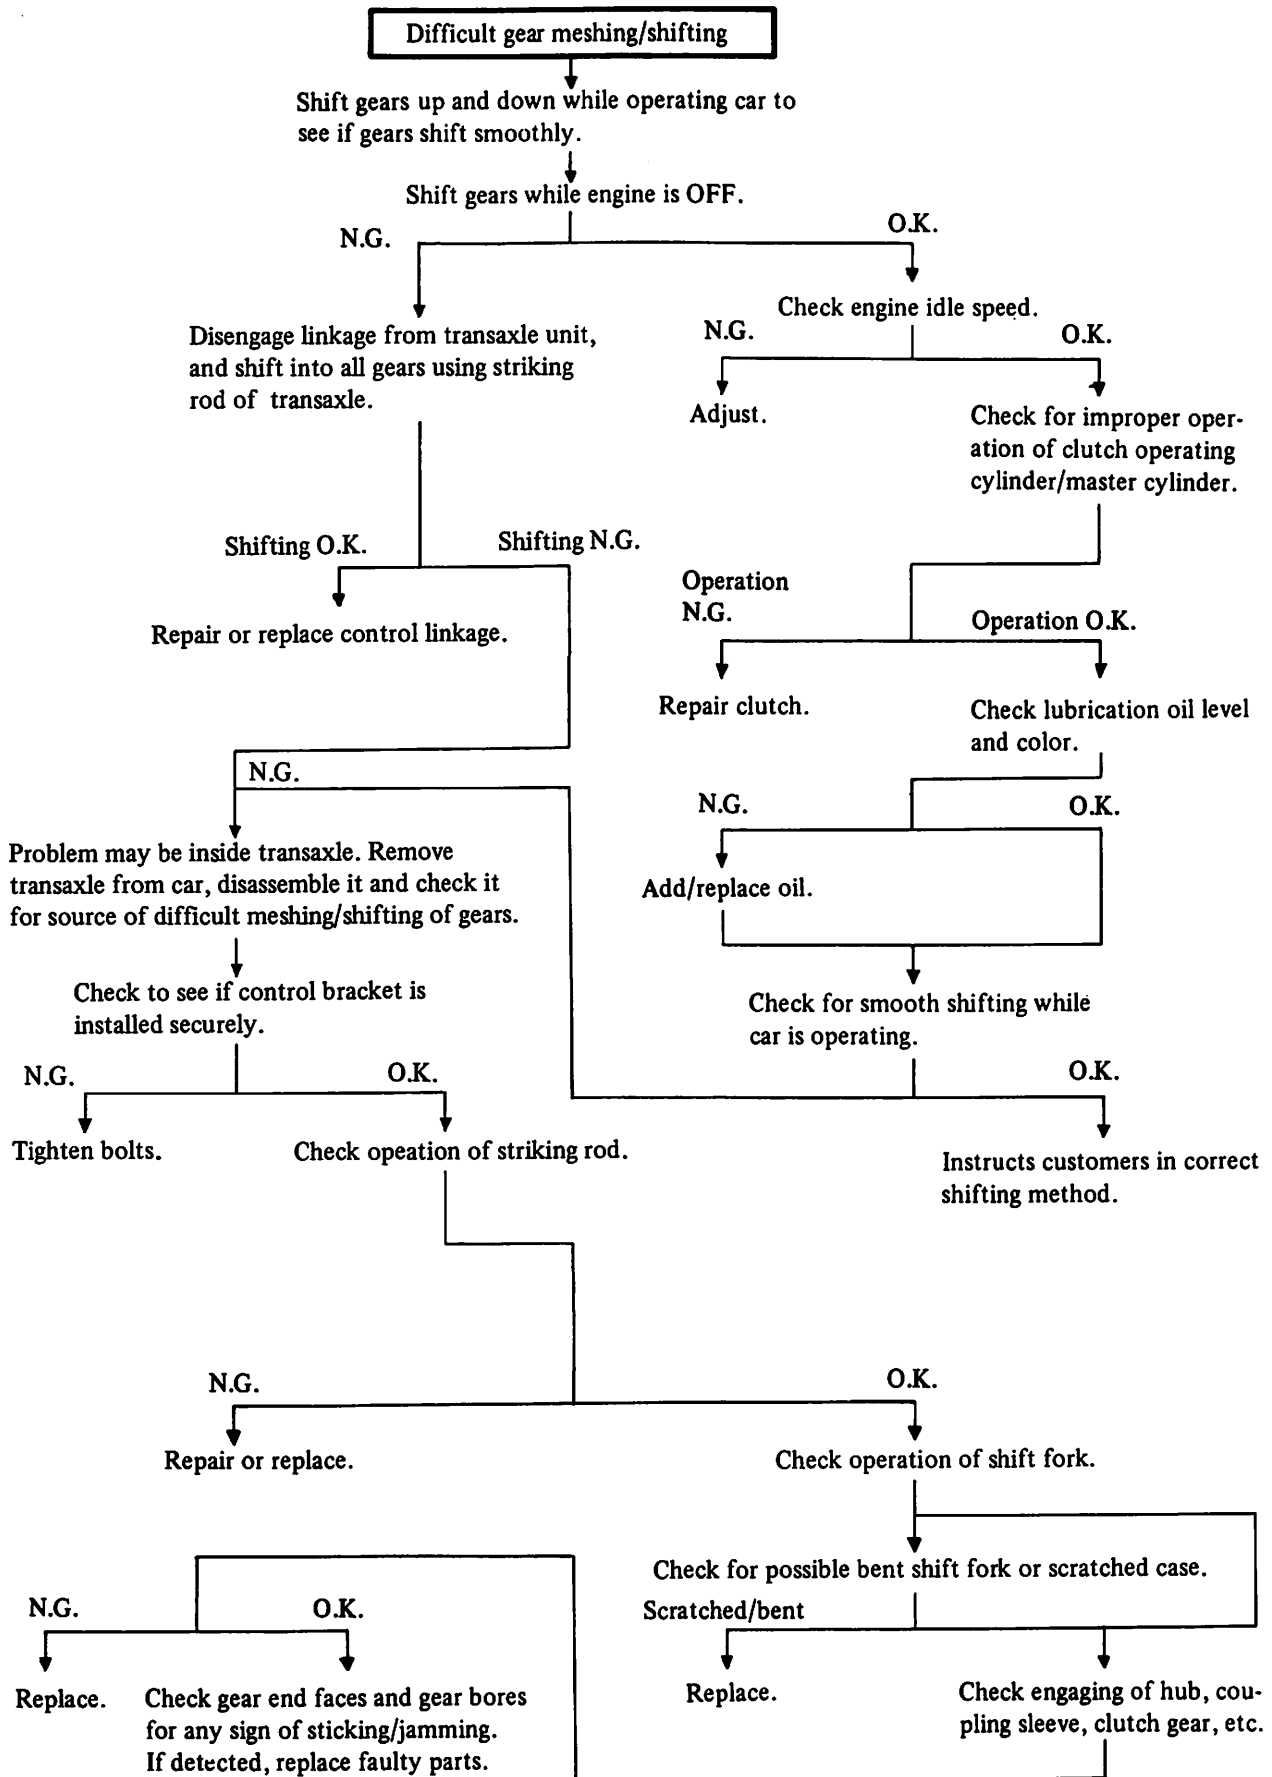 Difficult gear meshing/shifting
Shift gears up and down while operating car to
see if gears shift smoothly.
Shift gears while engine is OFF.
N.G.
O.K.
Disengage linkage from transaxle unit,
and shift into all gears using striking
rod of transaxle.
Check engine idle speed.
N.G.
O.K.
Adjust.
Check for improper oper-
ation of clutch operating
cylinder/master cylinder.
Shifting O.K.
Shifting N.G.
Repair or replace control linkage.
Operation
N.G.
Operation O.K.
Repair clutch.
Check lubrication oil level
and color.
N.G.
N.G.
O.K.
Problem may be inside transaxle. Remove
transaxle from car, disassemble it and check it
for source of difficult meshing/shifting of gears.
Add/replace oil.
Check to see if control bracket is
installed securely.
Check for smooth shifting while
car is operating.
N.G.
O.K.
O.K.
Tighten bolts.
Check opeation of striking rod.
Instructs customers in correct
shifting method.
N.G.
O.K.
Repair or replace.
Check operation of shift fork.
Check for possible bent shift fork or scratched case.
Scratched/bent
N.G.
O.K.
Replace.
Check gear end faces and gear bores
for any sign of sticking/jamming.
If detected, replace faulty parts.
Replace.
Check engaging of hub, cou-
pling sleeve, clutch gear, etc.